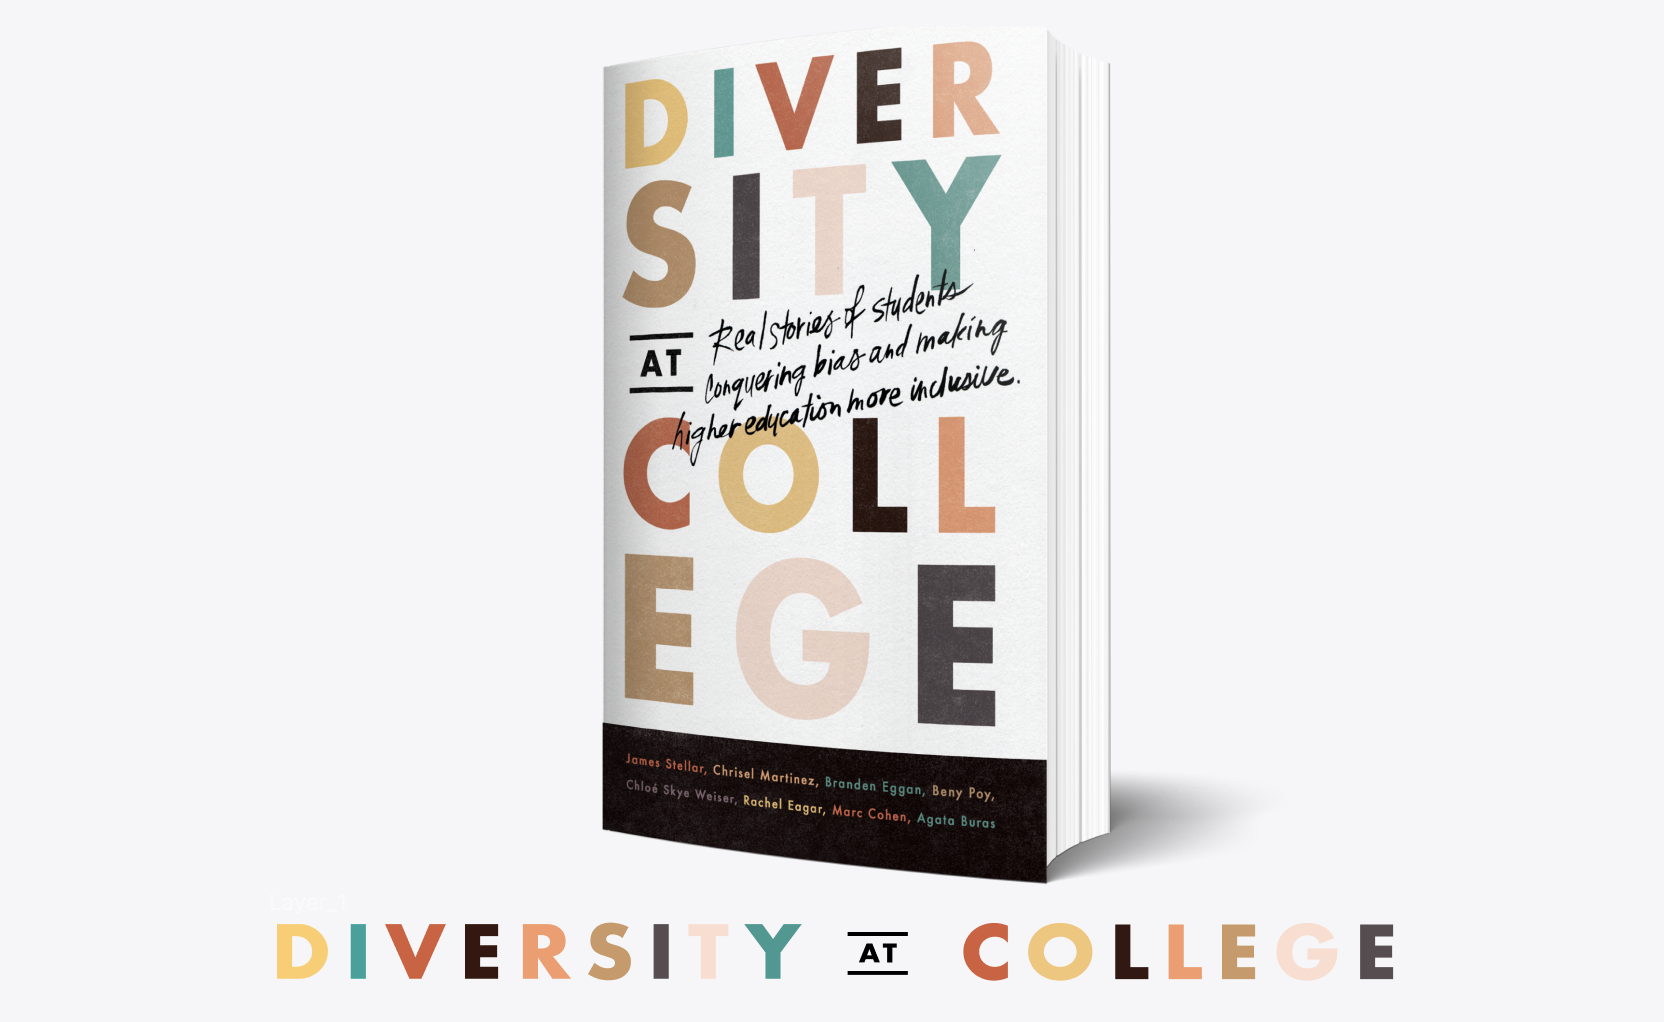 DIVER
SITY
AT
Real stories of students
Conquering bias and making
higher education more inclusive.
COLL
EGE
James Stellar, Chrisel Martinez, Branden Eggan, Beny Poy,
Chloé Skye Weiser, Rachel Eagar, Marc Cohen, Agata Buras
Layer_1
DIVERSITY AT COLLEGE